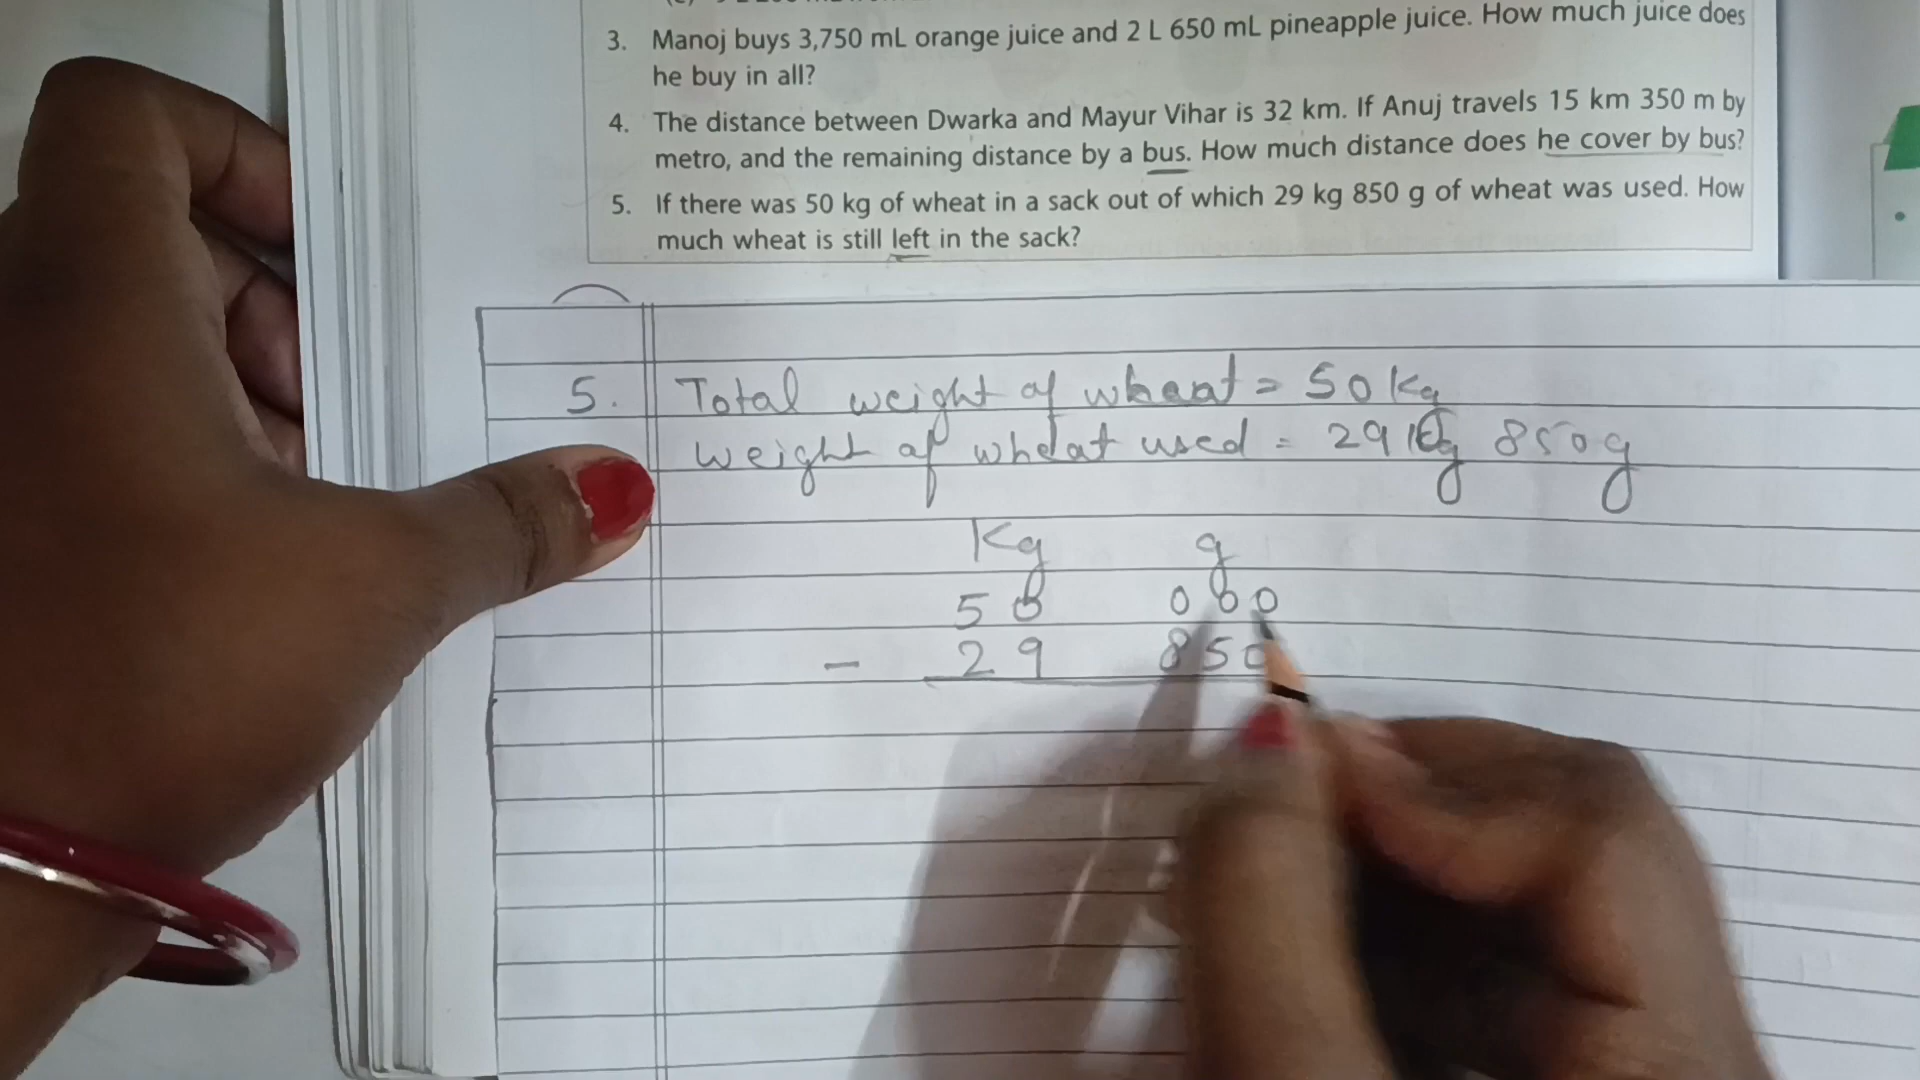 3. Manoj buys 3,750 mL orange juice and 2 L 650 mL pineapple juice. How much juice does
he buy in all?
4. The distance between Dwarka and Mayur Vihar is 32 km. If Anuj travels 15 km 350 m by
metro, and the remaining distance by a bus. How much distance does he cover by bus?
5. If there was 50 kg of wheat in a sack out of which 29 kg 850 g of wheat was used. How
much wheat is still left in the sack?
5. Total weight of wheat = 50 Kg
weight of wheat used = 29 Kg 850g
Kg g
50 000
- 29 850